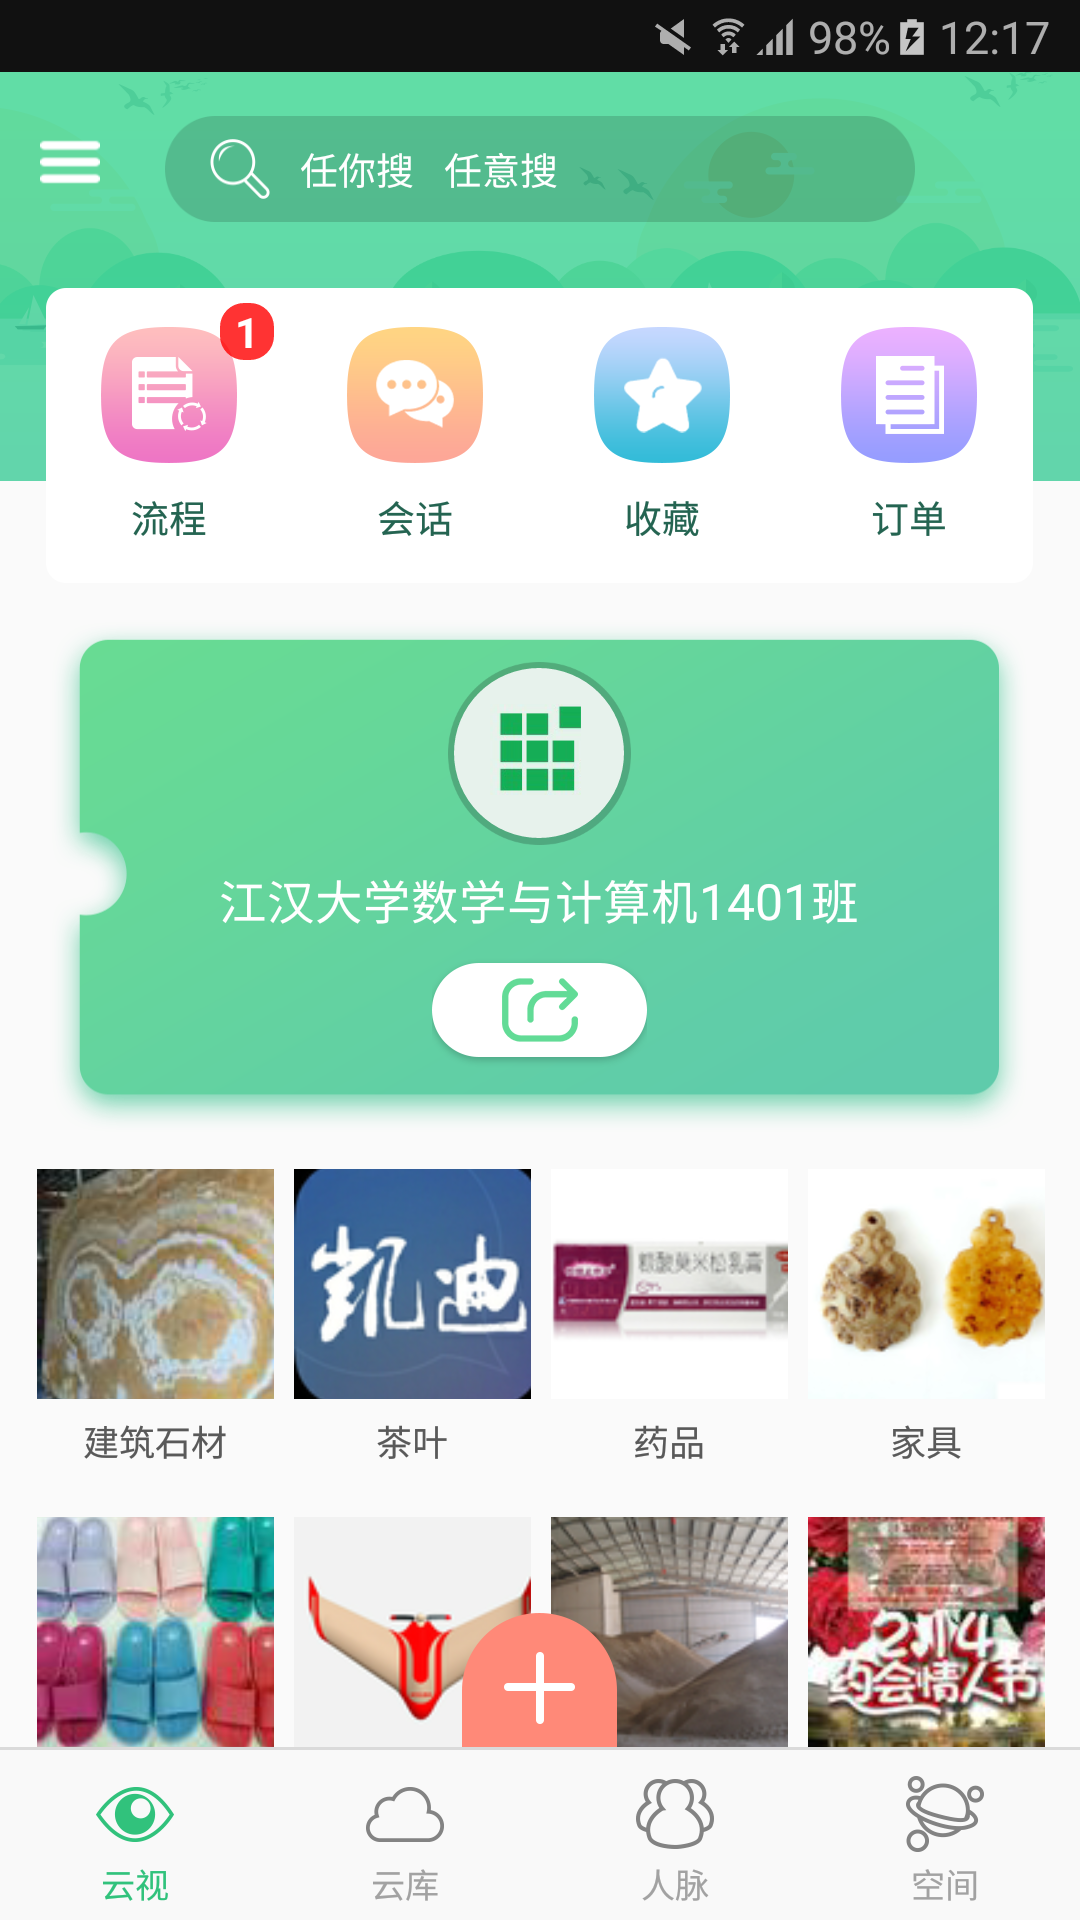 98% 12:17
任你搜 任意搜
1
流程 会话 收藏 订单
江汉大学数学与计算机1401班
凯迪
酸莫米松乳膏
建筑石材 茶叶 药品 家具
2 14
约会情人节
云视 云库 人脉 空间